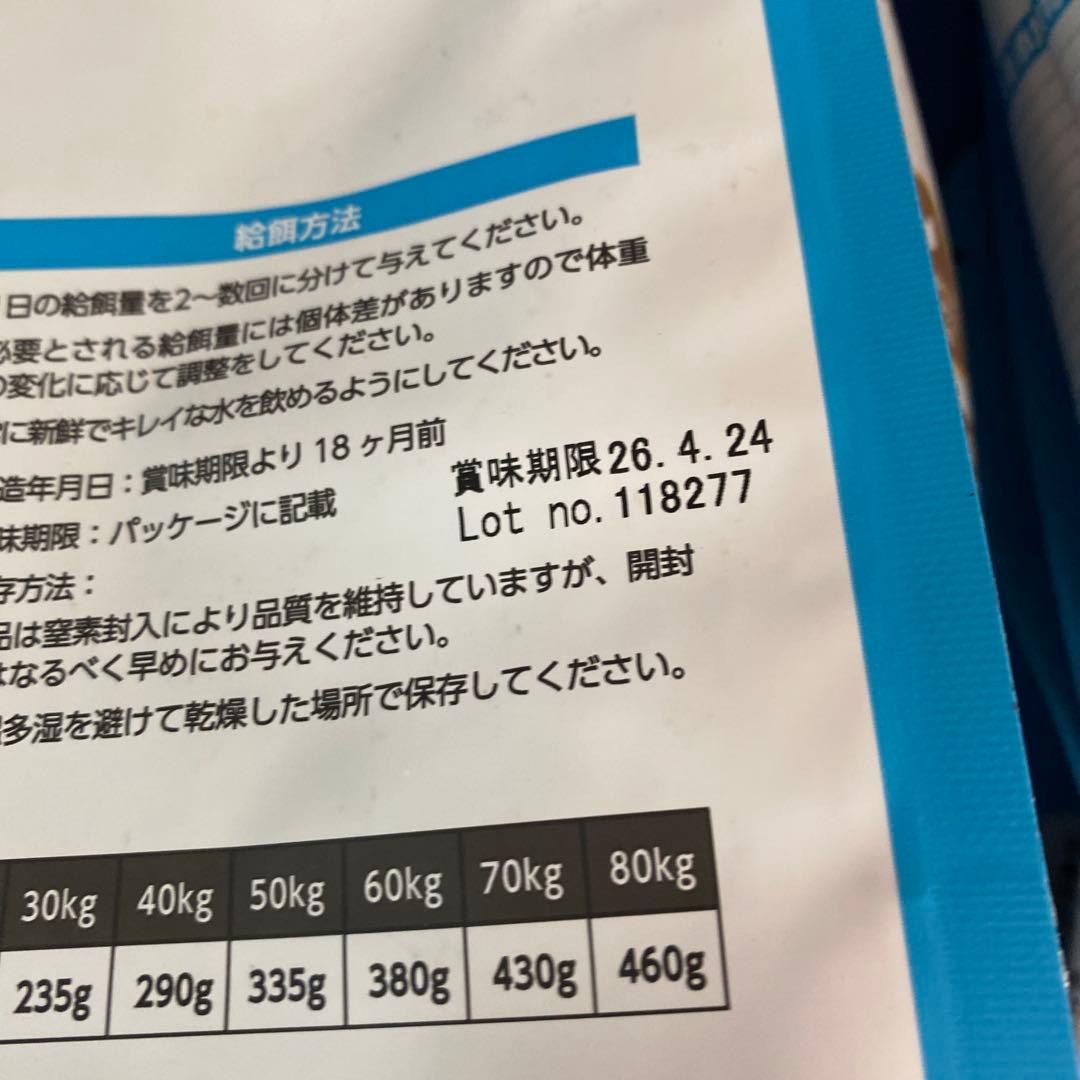 給餌方法
日の給餌量を2～数回に分けて与えてください。
必要とされる給餌量には個体差がありますので体重
の変化に応じて調整をしてください。
に新鮮でキレイな水を飲めるようにしてください。
造年月日：賞味期限より 18 ヶ月前
味期限：パッケージに記載
賞味期限26.4.24
Lot no.118277
存方法：
品は窒素封入により品質を維持していますが、開封
はなるべく早めにお与えください。
多湿を避けて乾燥した場所で保存してください。
30kg 40kg 50kg 60kg 70kg 80kg
235g 290g 335g 380g 430g 460g